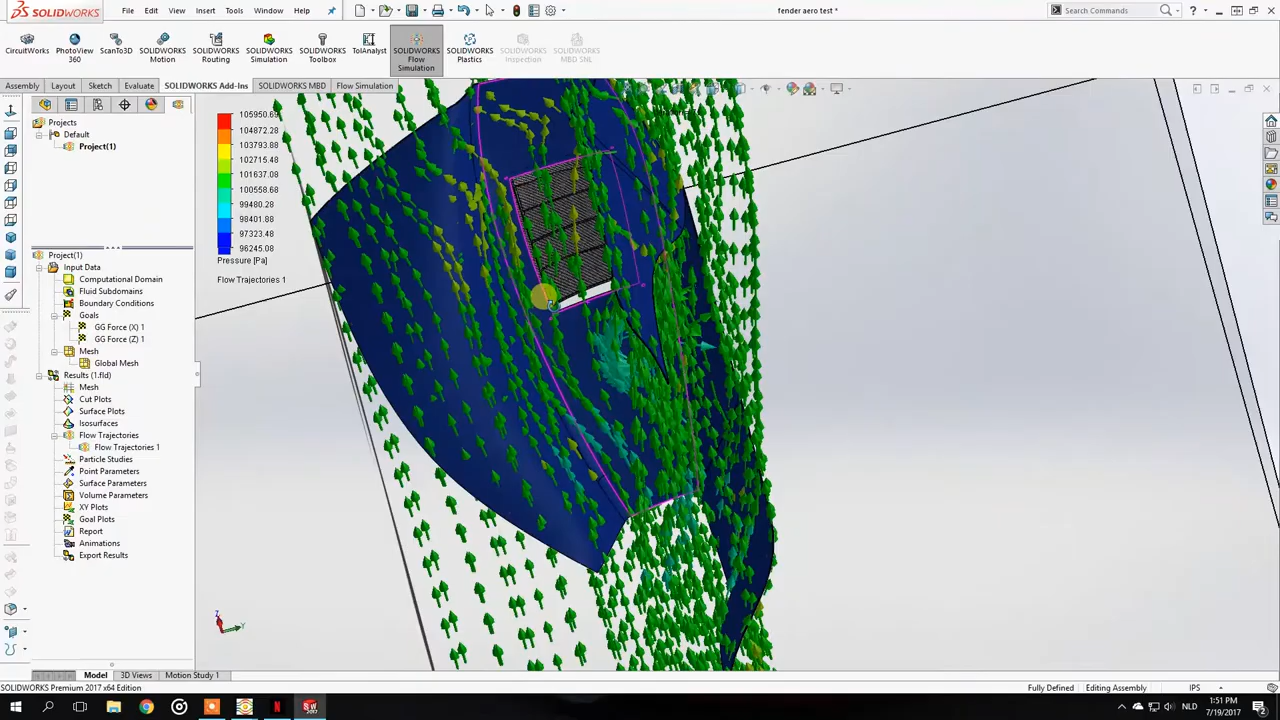 SOLIDWORKS
File Edit View Insert Tools Window Help
fender aero test *
Search Commands
CircuitWorks
PhotoView 360
ScanTo3D
SOLIDWORKS Motion
SOLIDWORKS Routing
SOLIDWORKS Simulation
SOLIDWORKS Toolbox
TolAnalyst
SOLIDWORKS Flow Simulation
SOLIDWORKS Plastics
SOLIDWORKS Inspection
SOLIDWORKS MBD SNL
Assembly Layout Sketch Evaluate SOLIDWORKS Add-Ins SOLIDWORKS MBD Flow Simulation
Projects
Default
Project(1)
Project(1)
Input Data
Computational Domain
Fluid Subdomains
Boundary Conditions
Goals
GG Force (X) 1
GG Force (Z) 1
Mesh
Global Mesh
Results (1.fld)
Mesh
Cut Plots
Surface Plots
Isosurfaces
Flow Trajectories
Flow Trajectories 1
Particle Studies
Point Parameters
Surface Parameters
Volume Parameters
XY Plots
Goal Plots
Report
Animations
Export Results
105950.69
104872.28
103793.88
102715.48
101637.08
100558.68
99480.28
98401.88
97323.48
96245.08
Pressure [Pa]
Flow Trajectories 1
Z
Y
Model 3D Views Motion Study 1
SOLIDWORKS Premium 2017 x64 Edition
Fully Defined Editing Assembly IPS
NLD
1:51 PM
7/19/2017